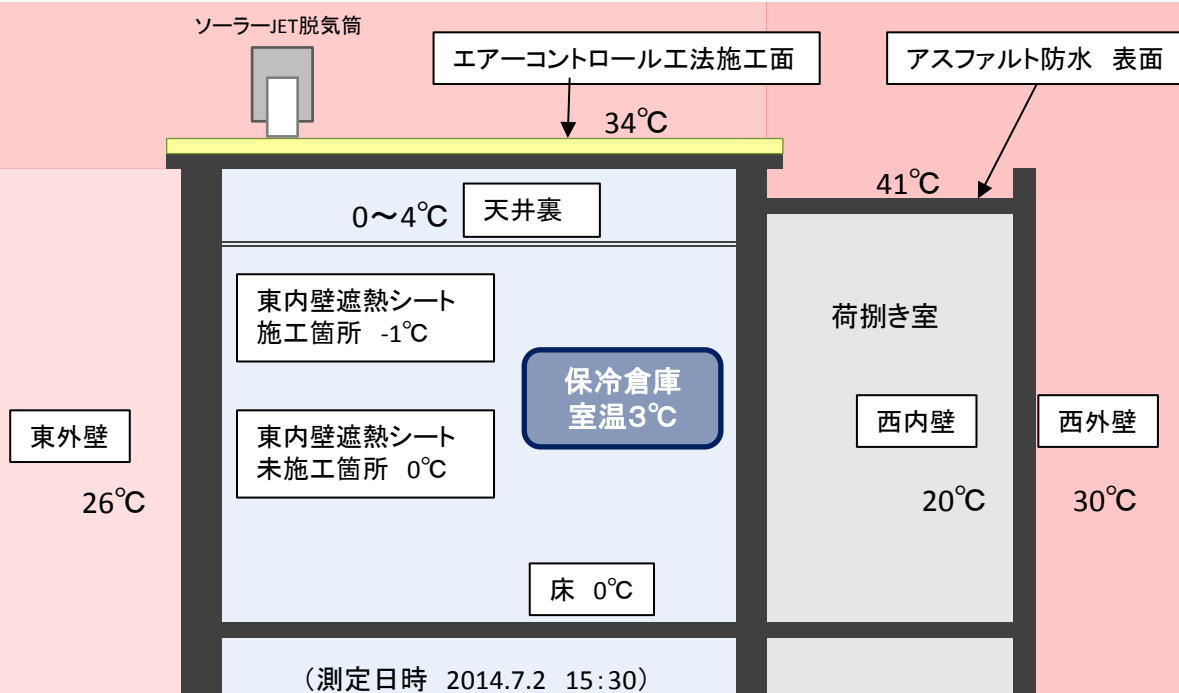 ソーラーJET脱気筒
エアーコントロール工法施工面
アスファルト防水 表面
34℃
41℃
0～4℃
天井裏
東内壁遮熱シート
施工箇所 -1℃
荷捌き室
保冷倉庫
室温3℃
東外壁
東内壁遮熱シート
未施工箇所 0℃
西内壁
西外壁
26℃
20℃
30℃
床 0℃
（測定日時 2014.7.2 15:30）